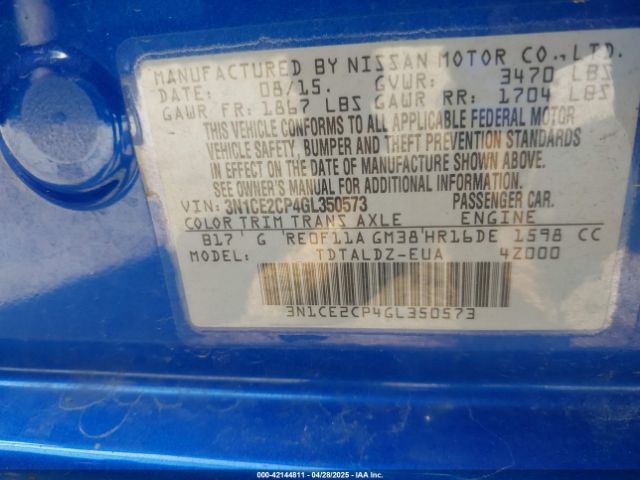 MANUFACTURED BY NISSAN MOTOR CO., LTD.
DATE: 08/15. GVWR: 3470 LBS
GAWR FR: 1867 LBS GAWR RR: 1704 LBS
THIS VEHICLE CONFORMS TO ALL APPLICABLE FEDERAL MOTOR
VEHICLE SAFETY, BUMPER AND THEFT PREVENTION STANDARDS
IN EFFECT ON THE DATE OF MANUFACTURE SHOWN ABOVE.
SEE OWNER'S MANUAL FOR ADDITIONAL INFORMATION.
VIN: 3N1CE2CP4GL350573 PASSENGER CAR.
COLOR TRIM TRANS AXLE ENGINE
B17' G 'RE0F11A GM38'HR16DE 1598 CC
MODEL: TDTALDZ-EUA 4Z000
3N1CE2CP4GL350573
000-42144811 - 04/28/2025 - IAAI.COM